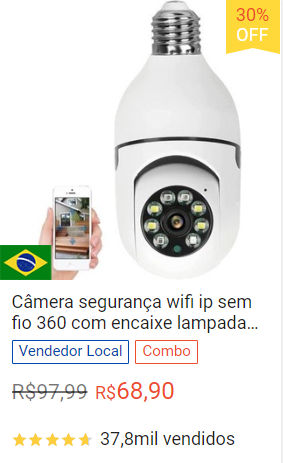 30%
OFF
Câmera segurança wifi ip sem
fio 360 com encaixe lampada...
Vendedor Local
Combo
R$97,99 R$68,90
37,8mil vendidos